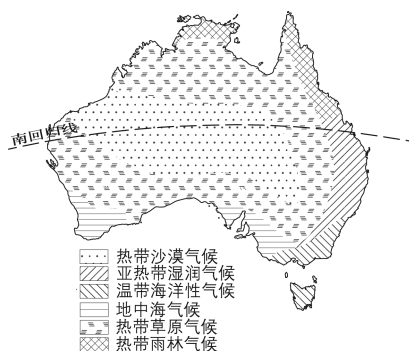 南回归线
热带沙漠气候
亚热带湿润气候
温带海洋性气候
地中海气候
热带草原气候
热带雨林气候